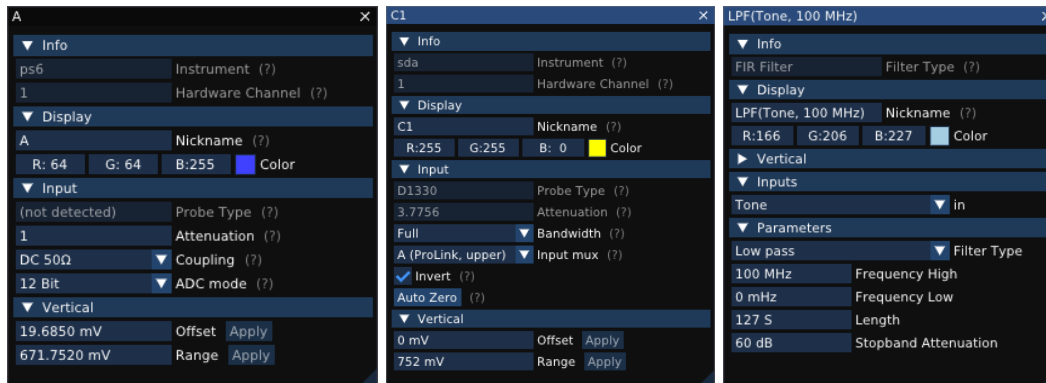 A
Info
ps6 Instrument (?)
1 Hardware Channel (?)
Display
A Nickname (?)
R: 64 G: 64 B:255 Color
Input
(not detected) Probe Type (?)
1 Attenuation (?)
DC 50Ω Coupling (?)
12 Bit ADC mode (?)
Vertical
19.6850 mV Offset Apply
671.7520 mV Range Apply
C1
Info
sda Instrument (?)
1 Hardware Channel (?)
Display
C1 Nickname (?)
R:255 G:255 B: 0 Color
Input
D1330 Probe Type (?)
3.7756 Attenuation (?)
Full Bandwidth (?)
A (ProLink, upper) Input mux (?)
Invert (?)
Auto Zero (?)
Vertical
0 mV Offset Apply
752 mV Range Apply
LPF(Tone, 100 MHz)
Info
FIR Filter Filter Type (?)
Display
LPF(Tone, 100 MHz) Nickname (?)
R:166 G:206 B:227 Color
Vertical
Inputs
Tone in
Parameters
Low pass Filter Type
100 MHz Frequency High
0 mHz Frequency Low
127 S Length
60 dB Stopband Attenuation